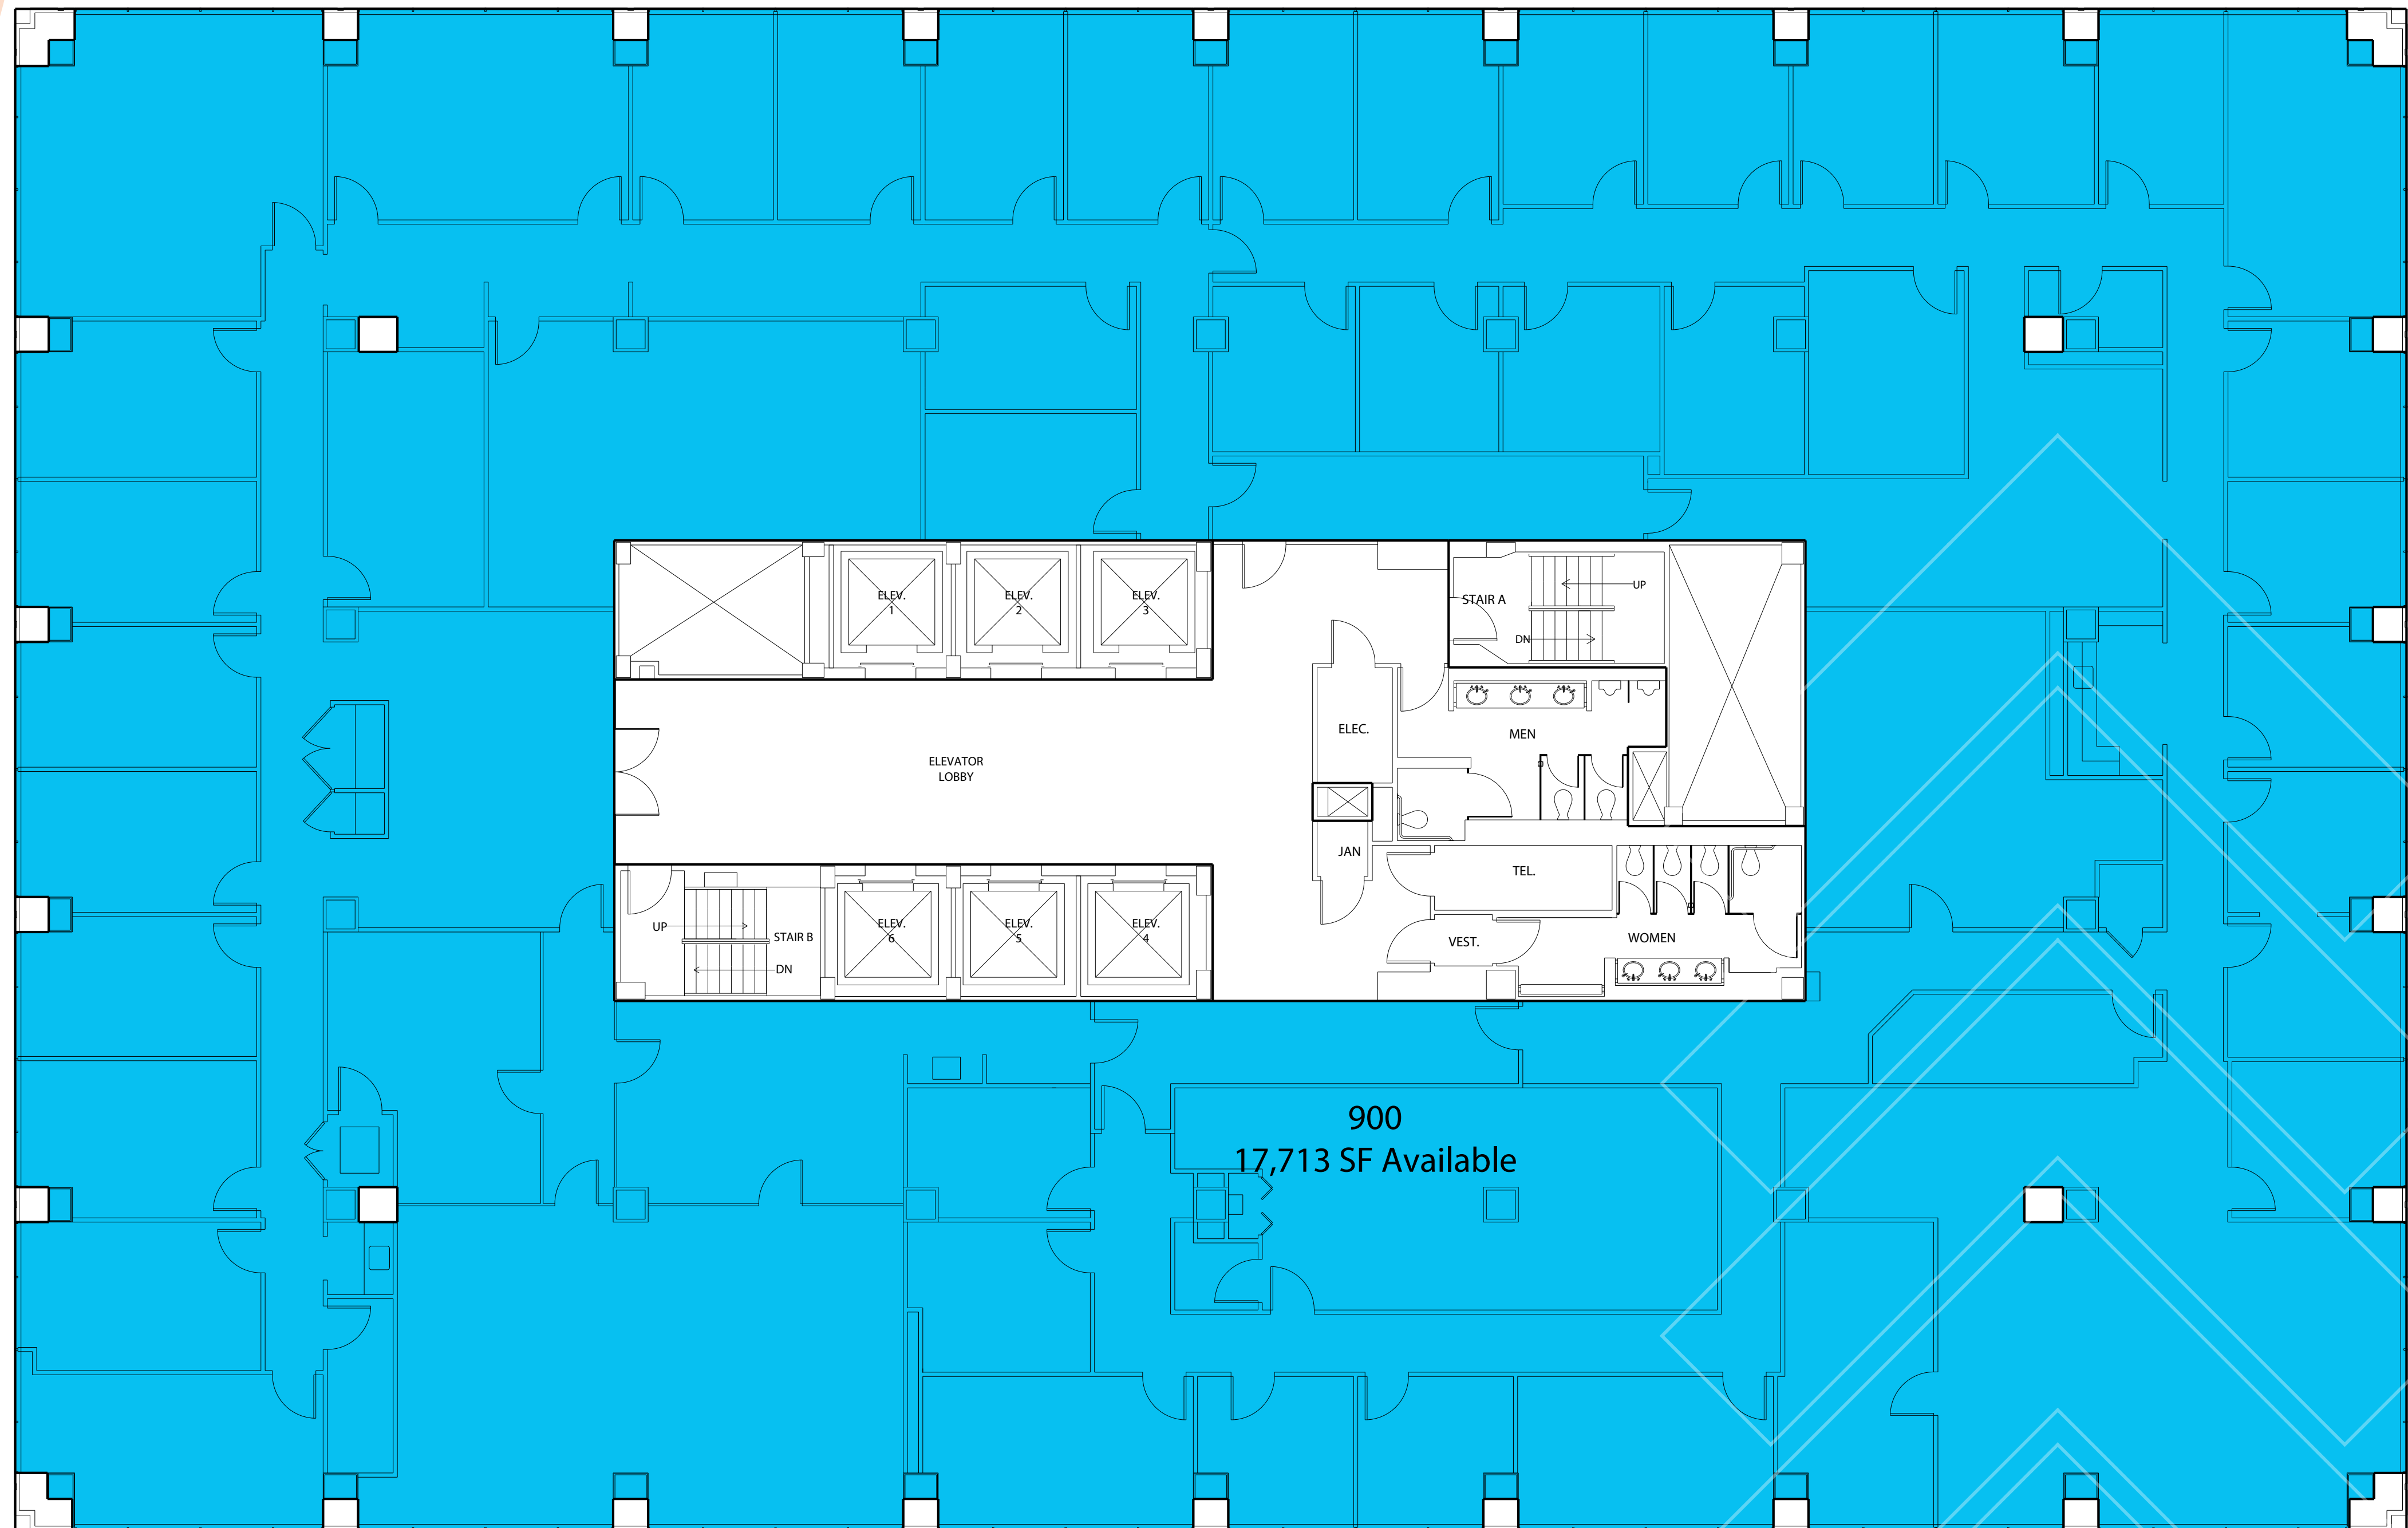 ELEV.
1
ELEV.
2
ELEV.
3
STAIR A
UP
DN
ELEC.
MEN
ELEVATOR
LOBBY
JAN
TEL.
UP
STAIR B
DN
ELEV.
6
ELEV.
5
ELEV.
4
VEST.
WOMEN
900
17,713 SF Available